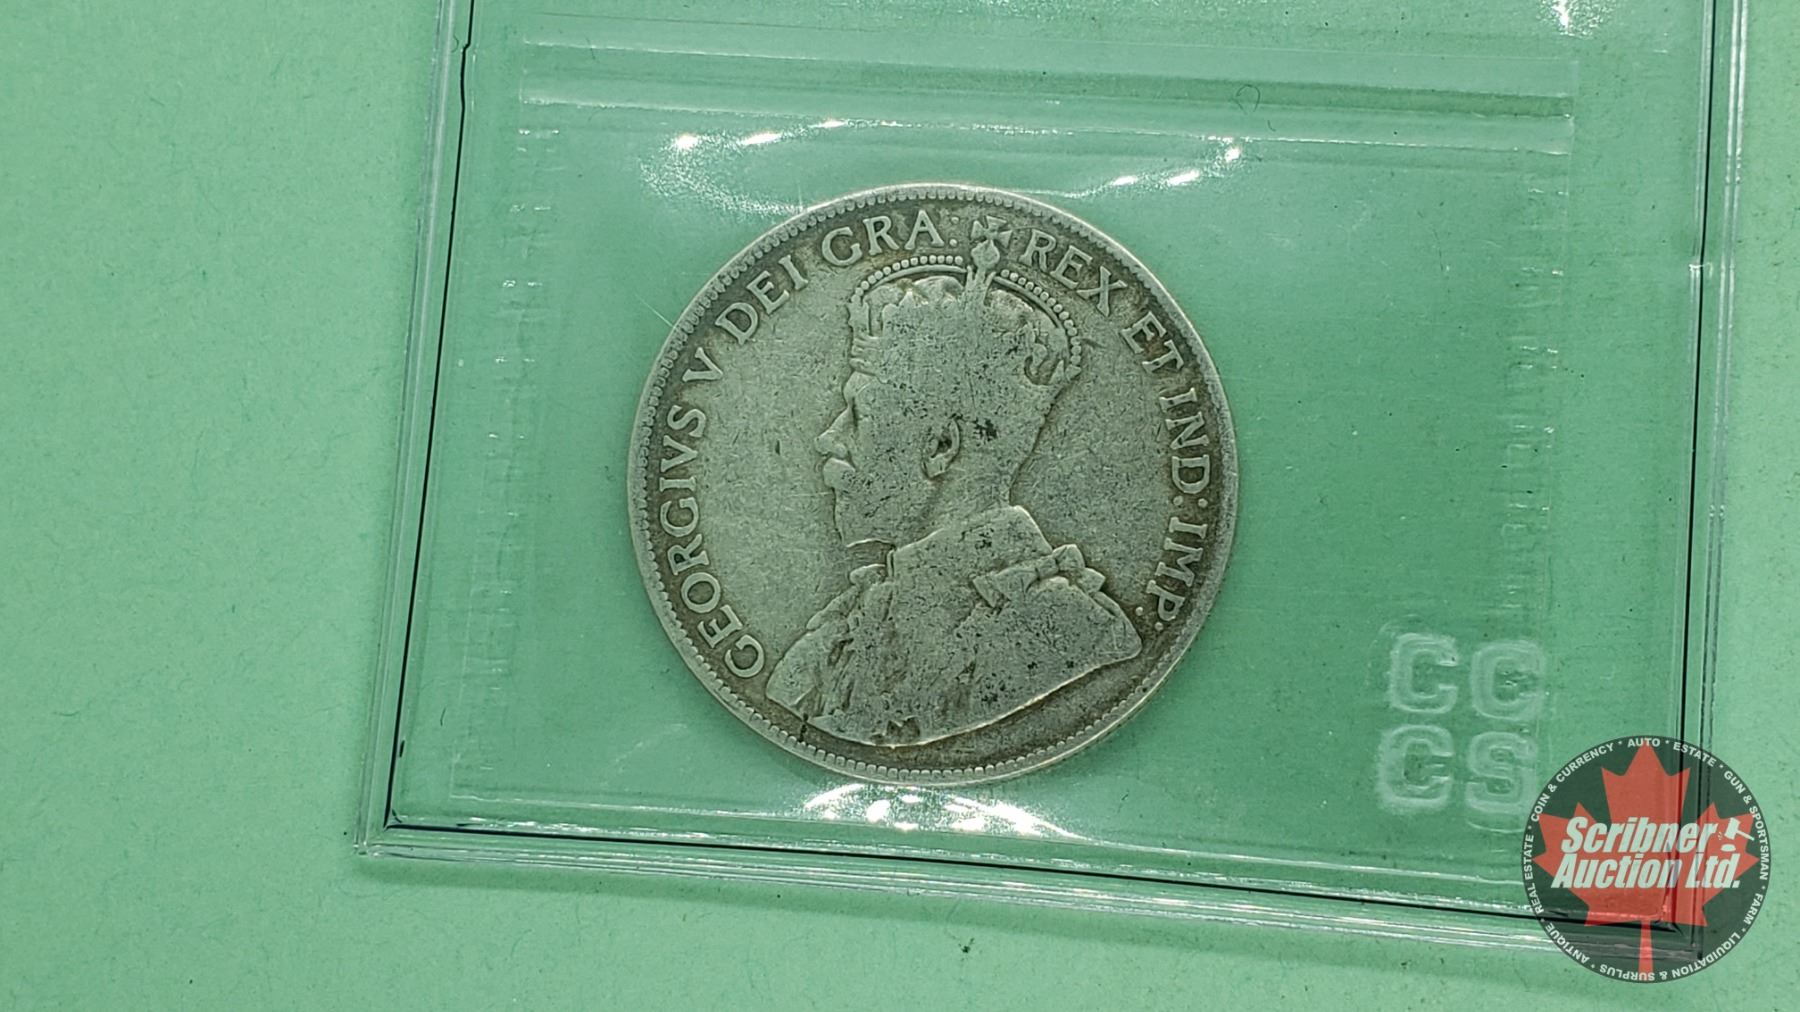 GEORGIVS V DEI GRA: REX ET IND: IMP:
CC
CS
COIN & CURRENCY * AUTO * ESTATE * GUN & SPORTSMAN * FARM * LIQUIDATION & SURPLUS * ANTIQUE * REAL ESTATE *
Scribner
Auction Ltd.